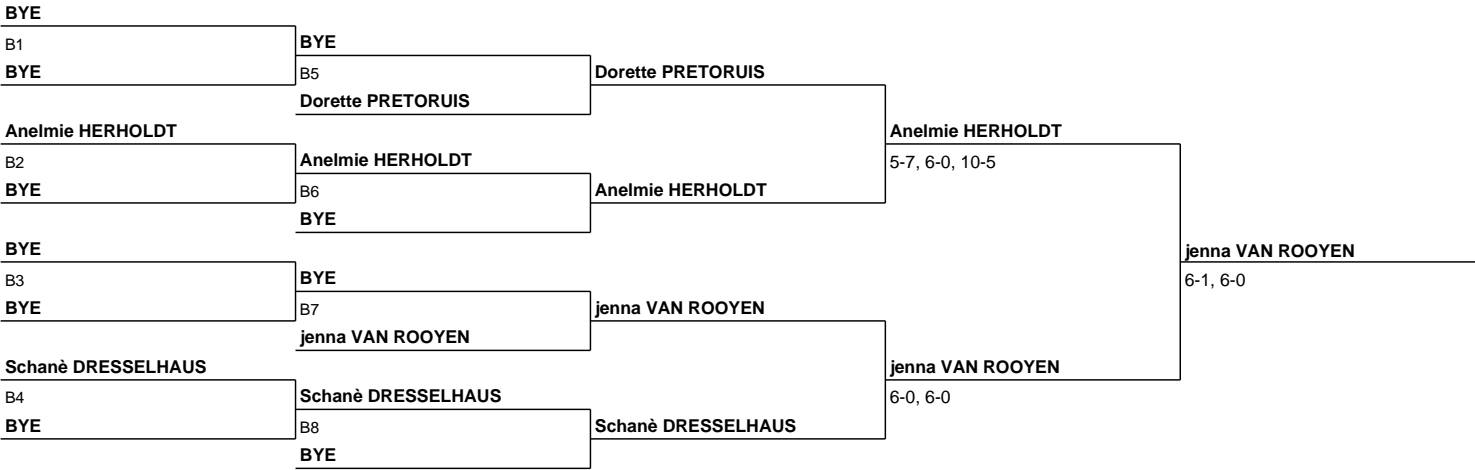 BYE
B1
BYE
BYE
B5
Dorette PRETORUIS
Dorette PRETORUIS
Anelmie HERHOLDT
Anelmie HERHOLDT
5-7, 6-0, 10-5
B2
BYE
Anelmie HERHOLDT
B6
BYE
Anelmie HERHOLDT
BYE
B3
BYE
BYE
B7
jenna VAN ROOYEN
jenna VAN ROOYEN
jenna VAN ROOYEN
6-1, 6-0
Schanè DRESSELHAUS
B4
BYE
Schanè DRESSELHAUS
B8
BYE
Schanè DRESSELHAUS
jenna VAN ROOYEN
6-0, 6-0